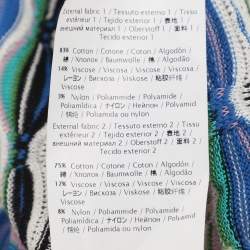 External fabric 1 / Tessuto esterno 1 / Tissu
extérieur 1 / Tejido exterior 1 / 表地 1 /
внешний материал 1 / Oberstoff 1 / 面料 1 /
Tecido exterior 1
83% Cotton / Cotone / Coton / Algodón
/ 綿 / Хлопок / Baumwolle / 棉 / Algodão
14% Viscose / Viscosa / Viscose / Viscosa /
レーヨン / Вискоза / Viskose / 粘胶纤维 /
Viscose
3% Nylon / Poliammide / Polyamide /
Poliamídica / ナイロン / Нейлон / Polyamid
/ 锦纶 / Poliamida ou nylon
External fabric 2 / Tessuto esterno 2 / Tissu
extérieur 2 / Tejido exterior 2 / 表地 2 /
внешний материал 2 / Oberstoff 2 / 面料 2 /
Tecido exterior 2
75% Cotton / Cotone / Coton / Algodón
/ 綿 / Хлопок / Baumwolle / 棉 / Algodão
17% Viscose / Viscosa / Viscose / Viscosa /
レーヨン / Вискоза / Viskose / 粘胶纤维 /
Viscose
8% Nylon / Poliammide / Polyamide /
Poliamídica / ナイロン / Нейлон / Polyamid
/ 锦纶 / Poliamida ou nylon